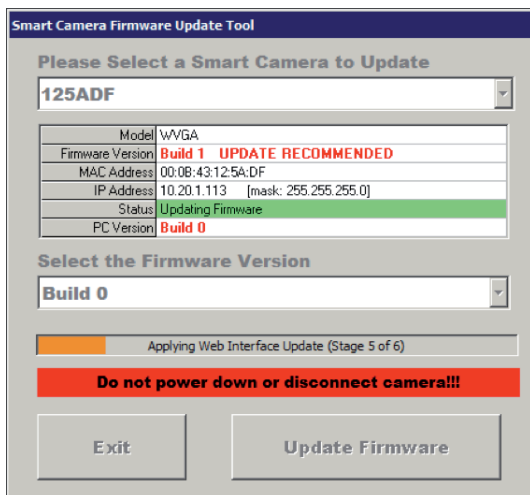 Smart Camera Firmware Update Tool
Please Select a Smart Camera to Update
125ADF
Model WVGA
Firmware Version Build 1 UPDATE RECOMMENDED
MAC Address 00:0B:43:12:5A:DF
IP Address 10.20.1.113 [mask: 255.255.255.0]
Status Updating Firmware
PC Version Build 0
Select the Firmware Version
Build 0
Applying Web Interface Update (Stage 5 of 6)
Do not power down or disconnect camera!!!
Exit Update Firmware